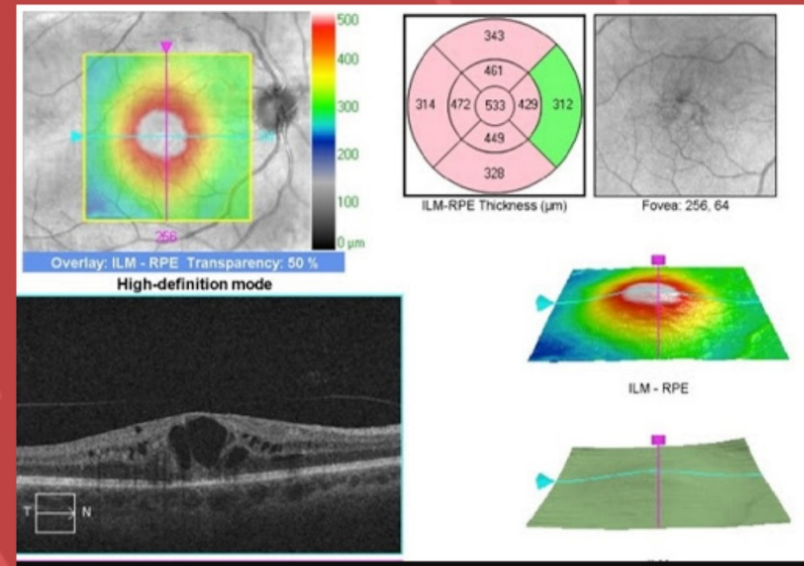 500
400
300
200
100
0 µm
256
Overlay: ILM - RPE Transparency: 50 %
High-definition mode
343
461
314 472 533 429 312
449
328
ILM-RPE Thickness (µm)
Fovea: 256, 64
ILM - RPE
T N